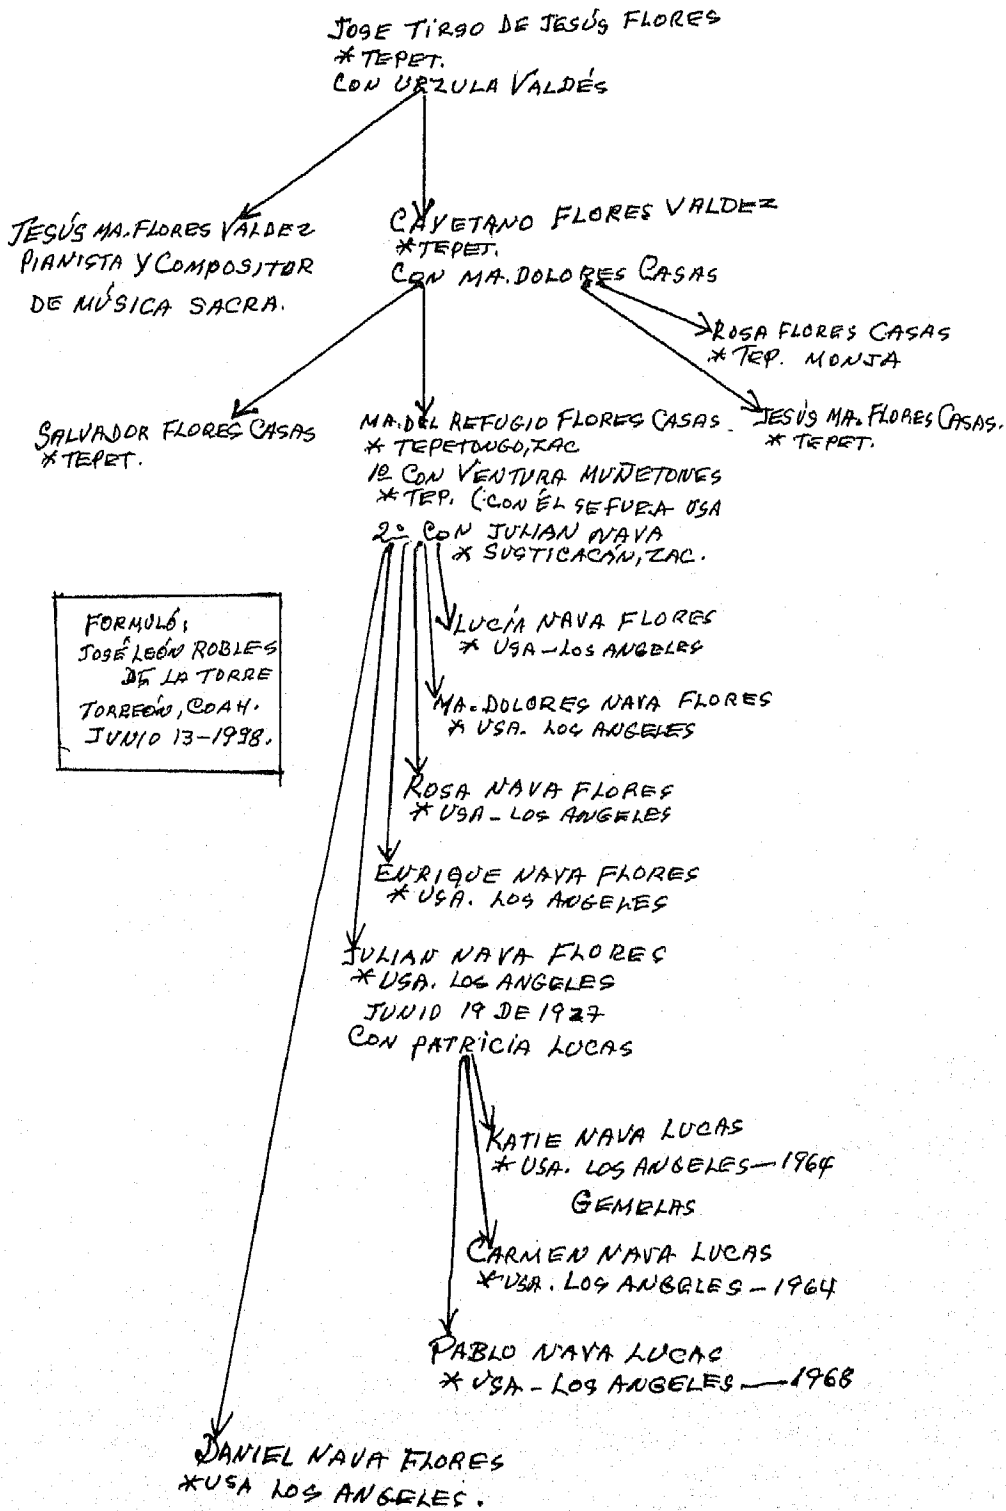 JOSE TIRSO DE JESÚS FLORES
* TEPET.
CON URZULA VALDÉS
JESÚS MA. FLORES VALDEZ
PIANISTA Y COMPOSITOR
DE MÚSICA SACRA.
CAYETANO FLORES VALDEZ
* TEPET.
CON MA. DOLORES CASAS
ROSA FLORES CASAS
* TEP. MONJA
SALVADOR FLORES CASAS
* TEPET.
MA. DEL REFUGIO FLORES CASAS
* TEPETONGO, ZAC
1º CON VENTURA MUÑETONES
* TEP. (CON ÉL SE FUE A USA
2º CON JULIAN NAVA
* SUSTICACÁN, ZAC.
JESÚS MA. FLORES CASAS.
* TEPET.
FORMULÓ:
JOSÉ LEÓN ROBLES
DE LA TORRE
TORREÓN, COAH.
JUNIO 13-1998.
LUCÍA NAVA FLORES
* USA - LOS ANGELES
MA. DOLORES NAVA FLORES
* USA. LOS ANGELES
ROSA NAVA FLORES
* USA - LOS ANGELES
ENRIQUE NAVA FLORES
* USA. LOS ANGELES
JULIAN NAVA FLORES
* USA. LOS ANGELES
JUNIO 19 DE 1927
CON PATRICIA LUCAS
KATIE NAVA LUCAS
* USA. LOS ANGELES - 1964
GEMELAS
CARMEN NAVA LUCAS
* USA. LOS ANGELES - 1964
PABLO NAVA LUCAS
* USA - LOS ANGELES - 1968
DANIEL NAVA FLORES
* USA LOS ANGELES.